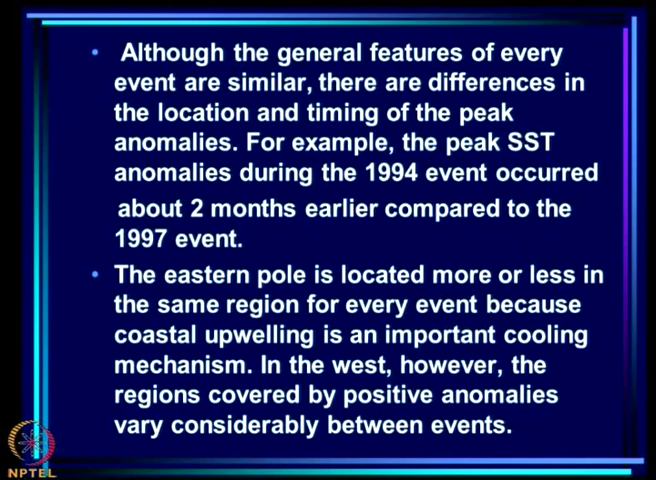 • Although the general features of every
event are similar, there are differences in
the location and timing of the peak
anomalies. For example, the peak SST
anomalies during the 1994 event occurred
about 2 months earlier compared to the
1997 event.
• The eastern pole is located more or less in
the same region for every event because
coastal upwelling is an important cooling
mechanism. In the west, however, the
regions covered by positive anomalies
vary considerably between events.
NPTEL